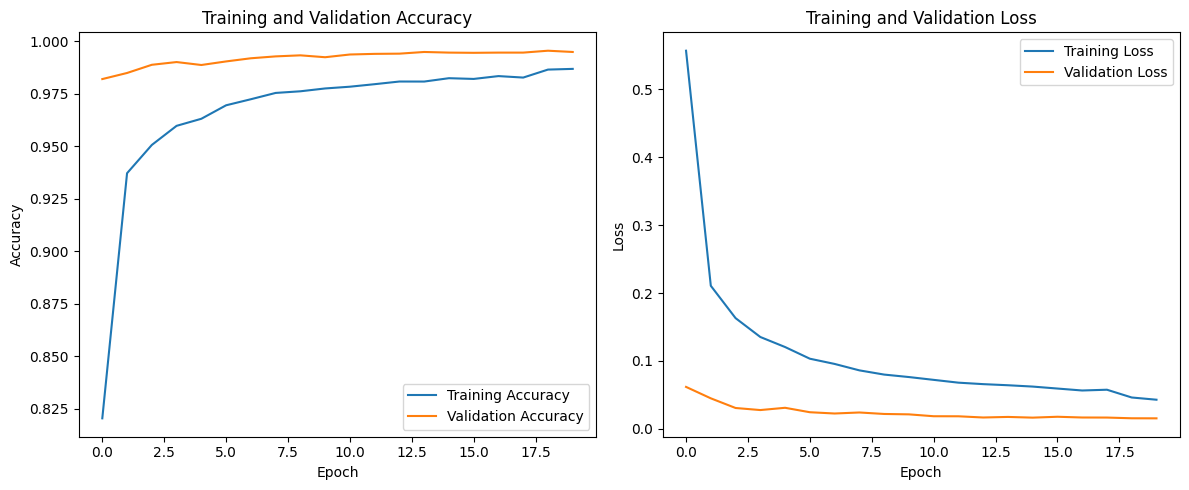 Training and Validation Accuracy
1.000
0.975
0.950
0.925
0.900
0.875
0.850
0.825
Accuracy
Training Accuracy
Validation Accuracy
0.0 2.5 5.0 7.5 10.0 12.5 15.0 17.5
Epoch
Training and Validation Loss
Training Loss
Validation Loss
0.5
0.4
0.3
0.2
0.1
0.0
Loss
0.0 2.5 5.0 7.5 10.0 12.5 15.0 17.5
Epoch